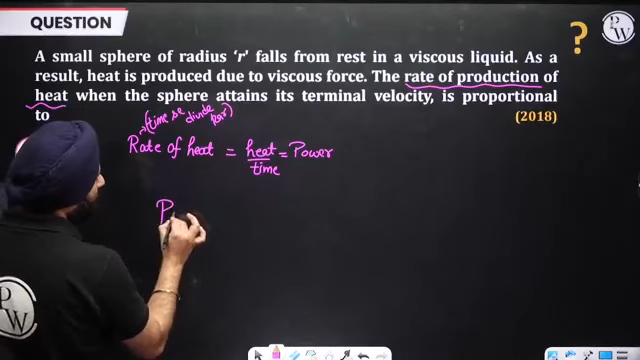 QUESTION
?
PW
A small sphere of radius 'r' falls from rest in a viscous liquid. As a
result, heat is produced due to viscous force. The rate of production of
heat when the sphere attains its terminal velocity, is proportional
to (2018)
(time se divide kar)
Rate of heat = heat/time = Power
P
PW